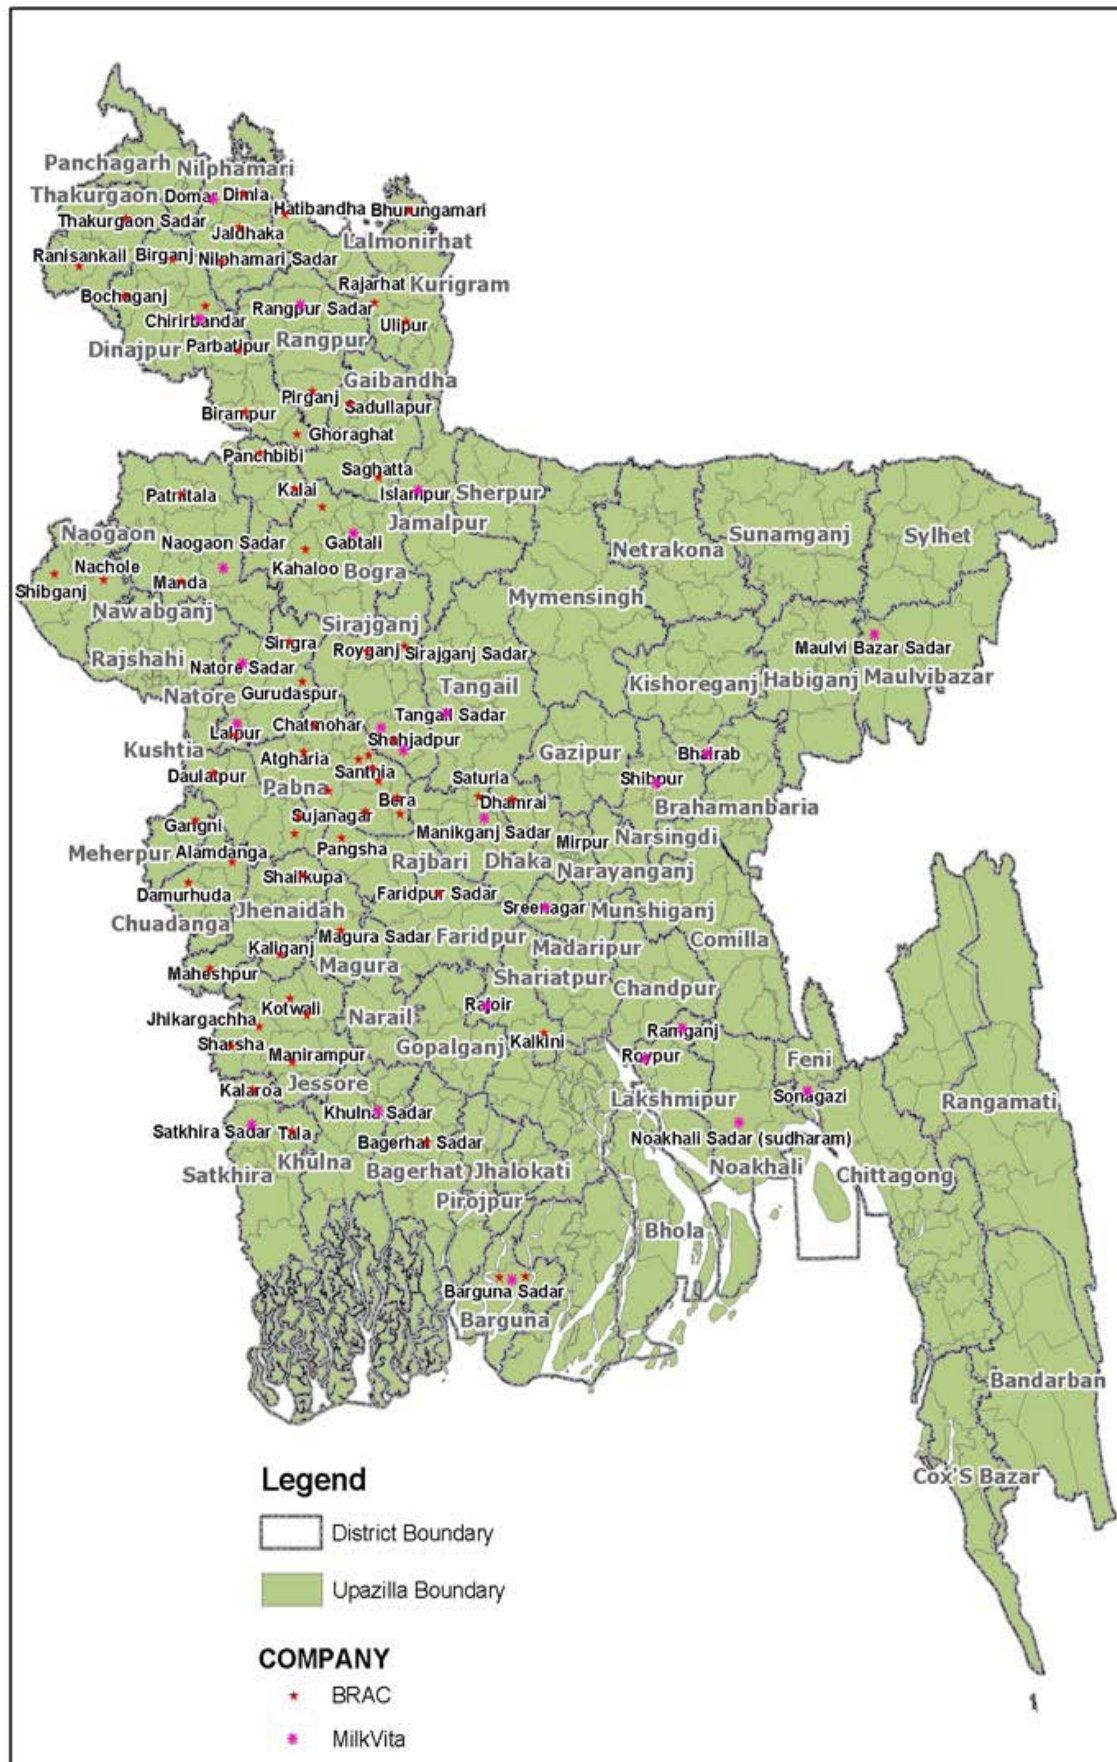 Panchagarh
Nilphamari
Thakurgaon
Domar
Dimla
Hatibandha
Bhurungamari
Thakurgaon Sadar
Jaldhaka
Lalmonirhat
Ranisankail
Birganj
Nilphamari Sadar
Rajarhat
Kurigram
Bochaganj
Rangpur Sadar
Chirirbandar
Ulipur
Dinajpur
Parbatipur
Rangpur
Gaibandha
Pirganj
Sadullapur
Birampur
Ghoraghat
Panchbibi
Saghatta
Patnitala
Kalai
Islampur
Sherpur
Jamalpur
Sunamganj
Sylhet
Naogaon
Naogaon Sadar
Gabtali
Netrakona
Nachole
Kahaloo
Bogra
Shibganj
Manda
Mymensingh
Nawabganj
Sirajganj
Singra
Royganj
Sirajganj Sadar
Maulvi Bazar Sadar
Rajshahi
Natore Sadar
Kishoreganj
Habiganj
Maulvibazar
Natore
Gurudaspur
Tangail
Tangail Sadar
Lalpur
Chatmohar
Shahjadpur
Kushtia
Atgharia
Gazipur
Bhairab
Daulatpur
Santhia
Saturia
Shibpur
Pabna
Bera
Dhamrai
Brahamanbaria
Gangni
Sujanagar
Manikganj Sadar
Mirpur
Narsingdi
Meherpur
Alamdanga
Pangsha
Rajbari
Dhaka
Narayanganj
Shailkupa
Damurhuda
Faridpur Sadar
Sreenagar
Munshiganj
Chuadanga
Jhenaidah
Magura Sadar
Faridpur
Madaripur
Comilla
Kaliganj
Maheshpur
Magura
Shariatpur
Chandpur
Kotwali
Rajoir
Jhikargachha
Narail
Ramganj
Sharsha
Manirampur
Gopalganj
Kalkini
Roypur
Feni
Kalaroa
Jessore
Lakshmipur
Sonagazi
Rangamati
Khulna Sadar
Satkhira Sadar
Tala
Bagerhat Sadar
Noakhali Sadar (sudharam)
Satkhira
Khulna
Bagerhat
Jhalokati
Noakhali
Chittagong
Pirojpur
Bhola
Barguna Sadar
Barguna
Bandarban
Cox'S Bazar
Legend
District Boundary
Upazilla Boundary
COMPANY
BRAC
MilkVita